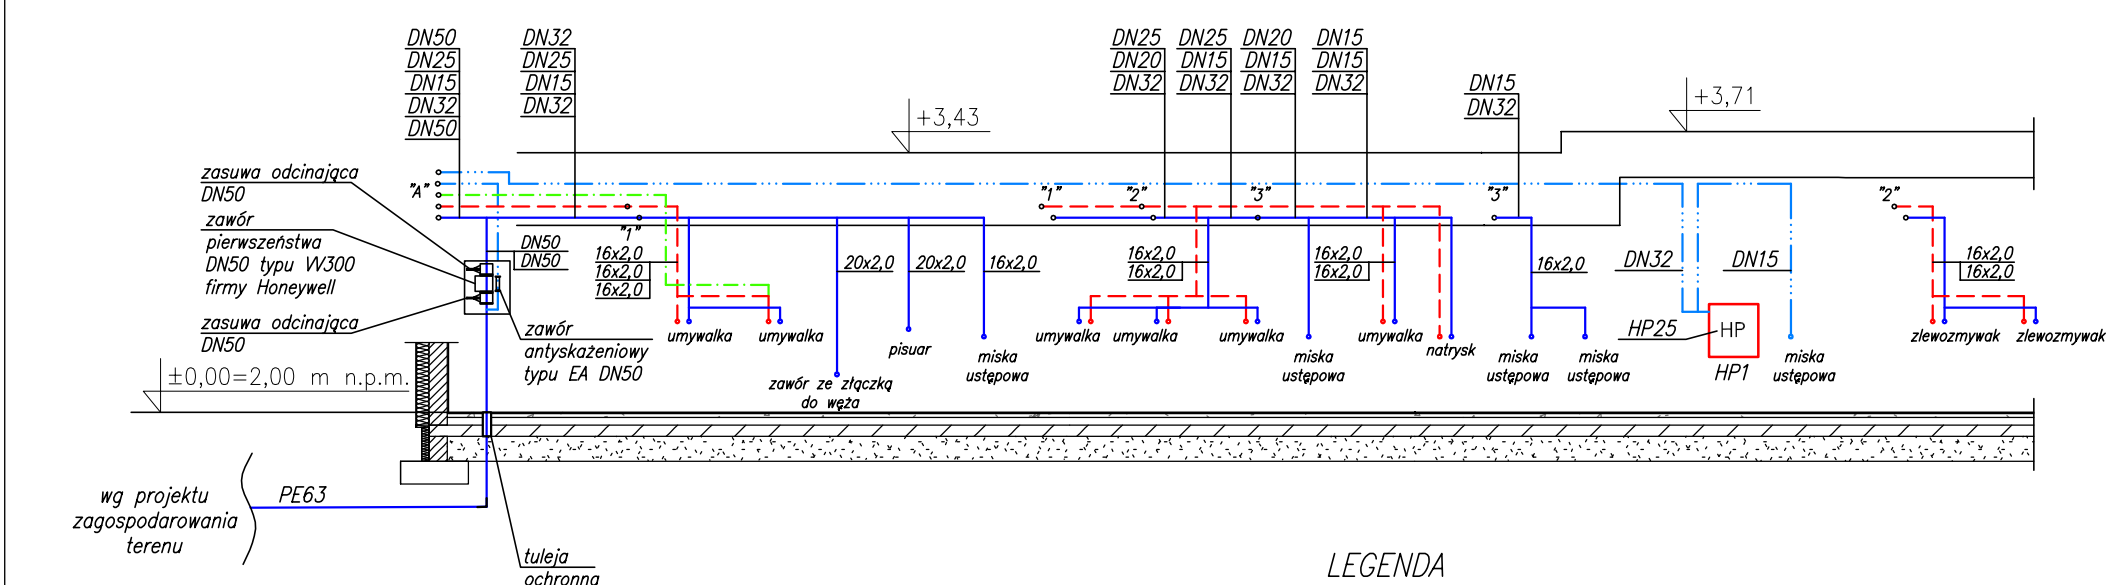 DN50
DN25
DN15
DN32
DN50
DN32
DN25
DN15
DN32
DN25
DN20
DN32
DN25
DN15
DN32
DN20
DN15
DN32
DN15
DN15
DN32
DN15
DN32
+3,43
+3,71
zasuwa odcinająca
DN50
zawór
pierwszeństwa
DN50 typu VV300
firmy Honeywell
zasuwa odcinająca
DN50
"A"
"1"
"1"
"2"
"3"
"3"
"2"
DN50
DN50
16x2,0
16x2,0
16x2,0
20x2,0
20x2,0
16x2,0
16x2,0
16x2,0
16x2,0
16x2,0
16x2,0
DN32
DN15
16x2,0
16x2,0
zawór
antyskażeniowy
typu EA DN50
umywalka
umywalka
zawór ze złączką
do węża
pisuar
miska
ustępowa
umywalka
umywalka
umywalka
miska
ustępowa
umywalka
natrysk
miska
ustępowa
miska
ustępowa
HP25
HP
HP1
miska
ustępowa
zlewozmywak
zlewozmywak
±0,00=2,00 m n.p.m.
wg projektu
zagospodarowania
terenu
PE63
tuleja
ochronna
LEGENDA